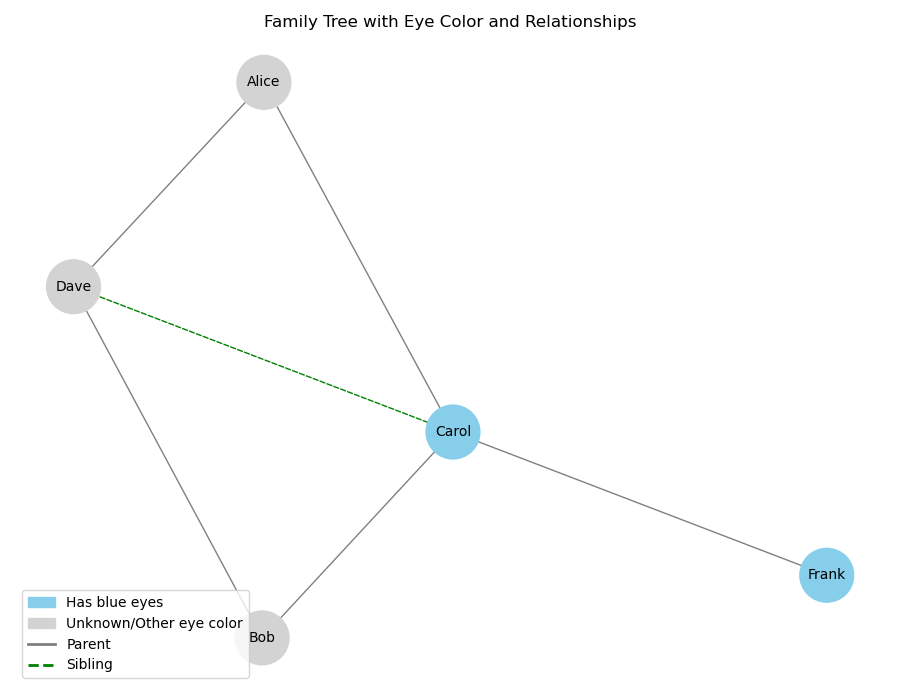 Family Tree with Eye Color and Relationships
Alice
Dave
Carol
Frank
Bob
Has blue eyes
Unknown/Other eye color
Parent
Sibling